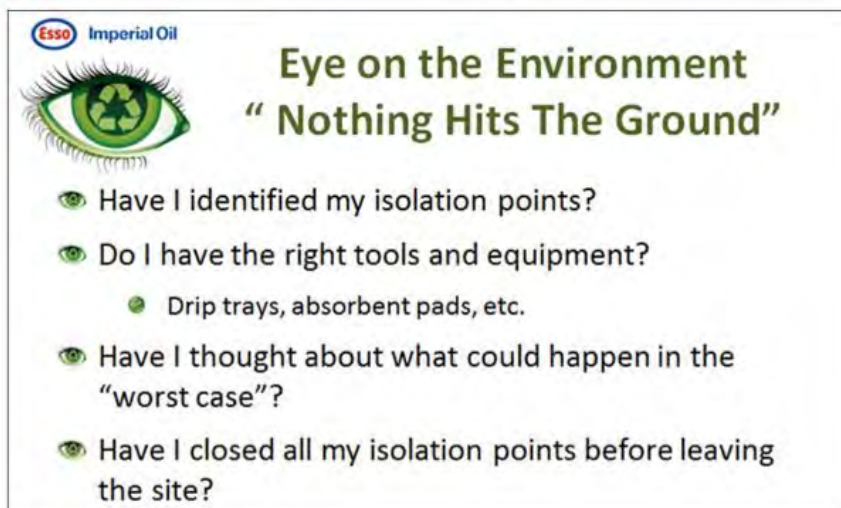 Esso Imperial Oil
Eye on the Environment
“ Nothing Hits The Ground”
Have I identified my isolation points?
Do I have the right tools and equipment?
Drip trays, absorbent pads, etc.
Have I thought about what could happen in the
“worst case”?
Have I closed all my isolation points before leaving
the site?